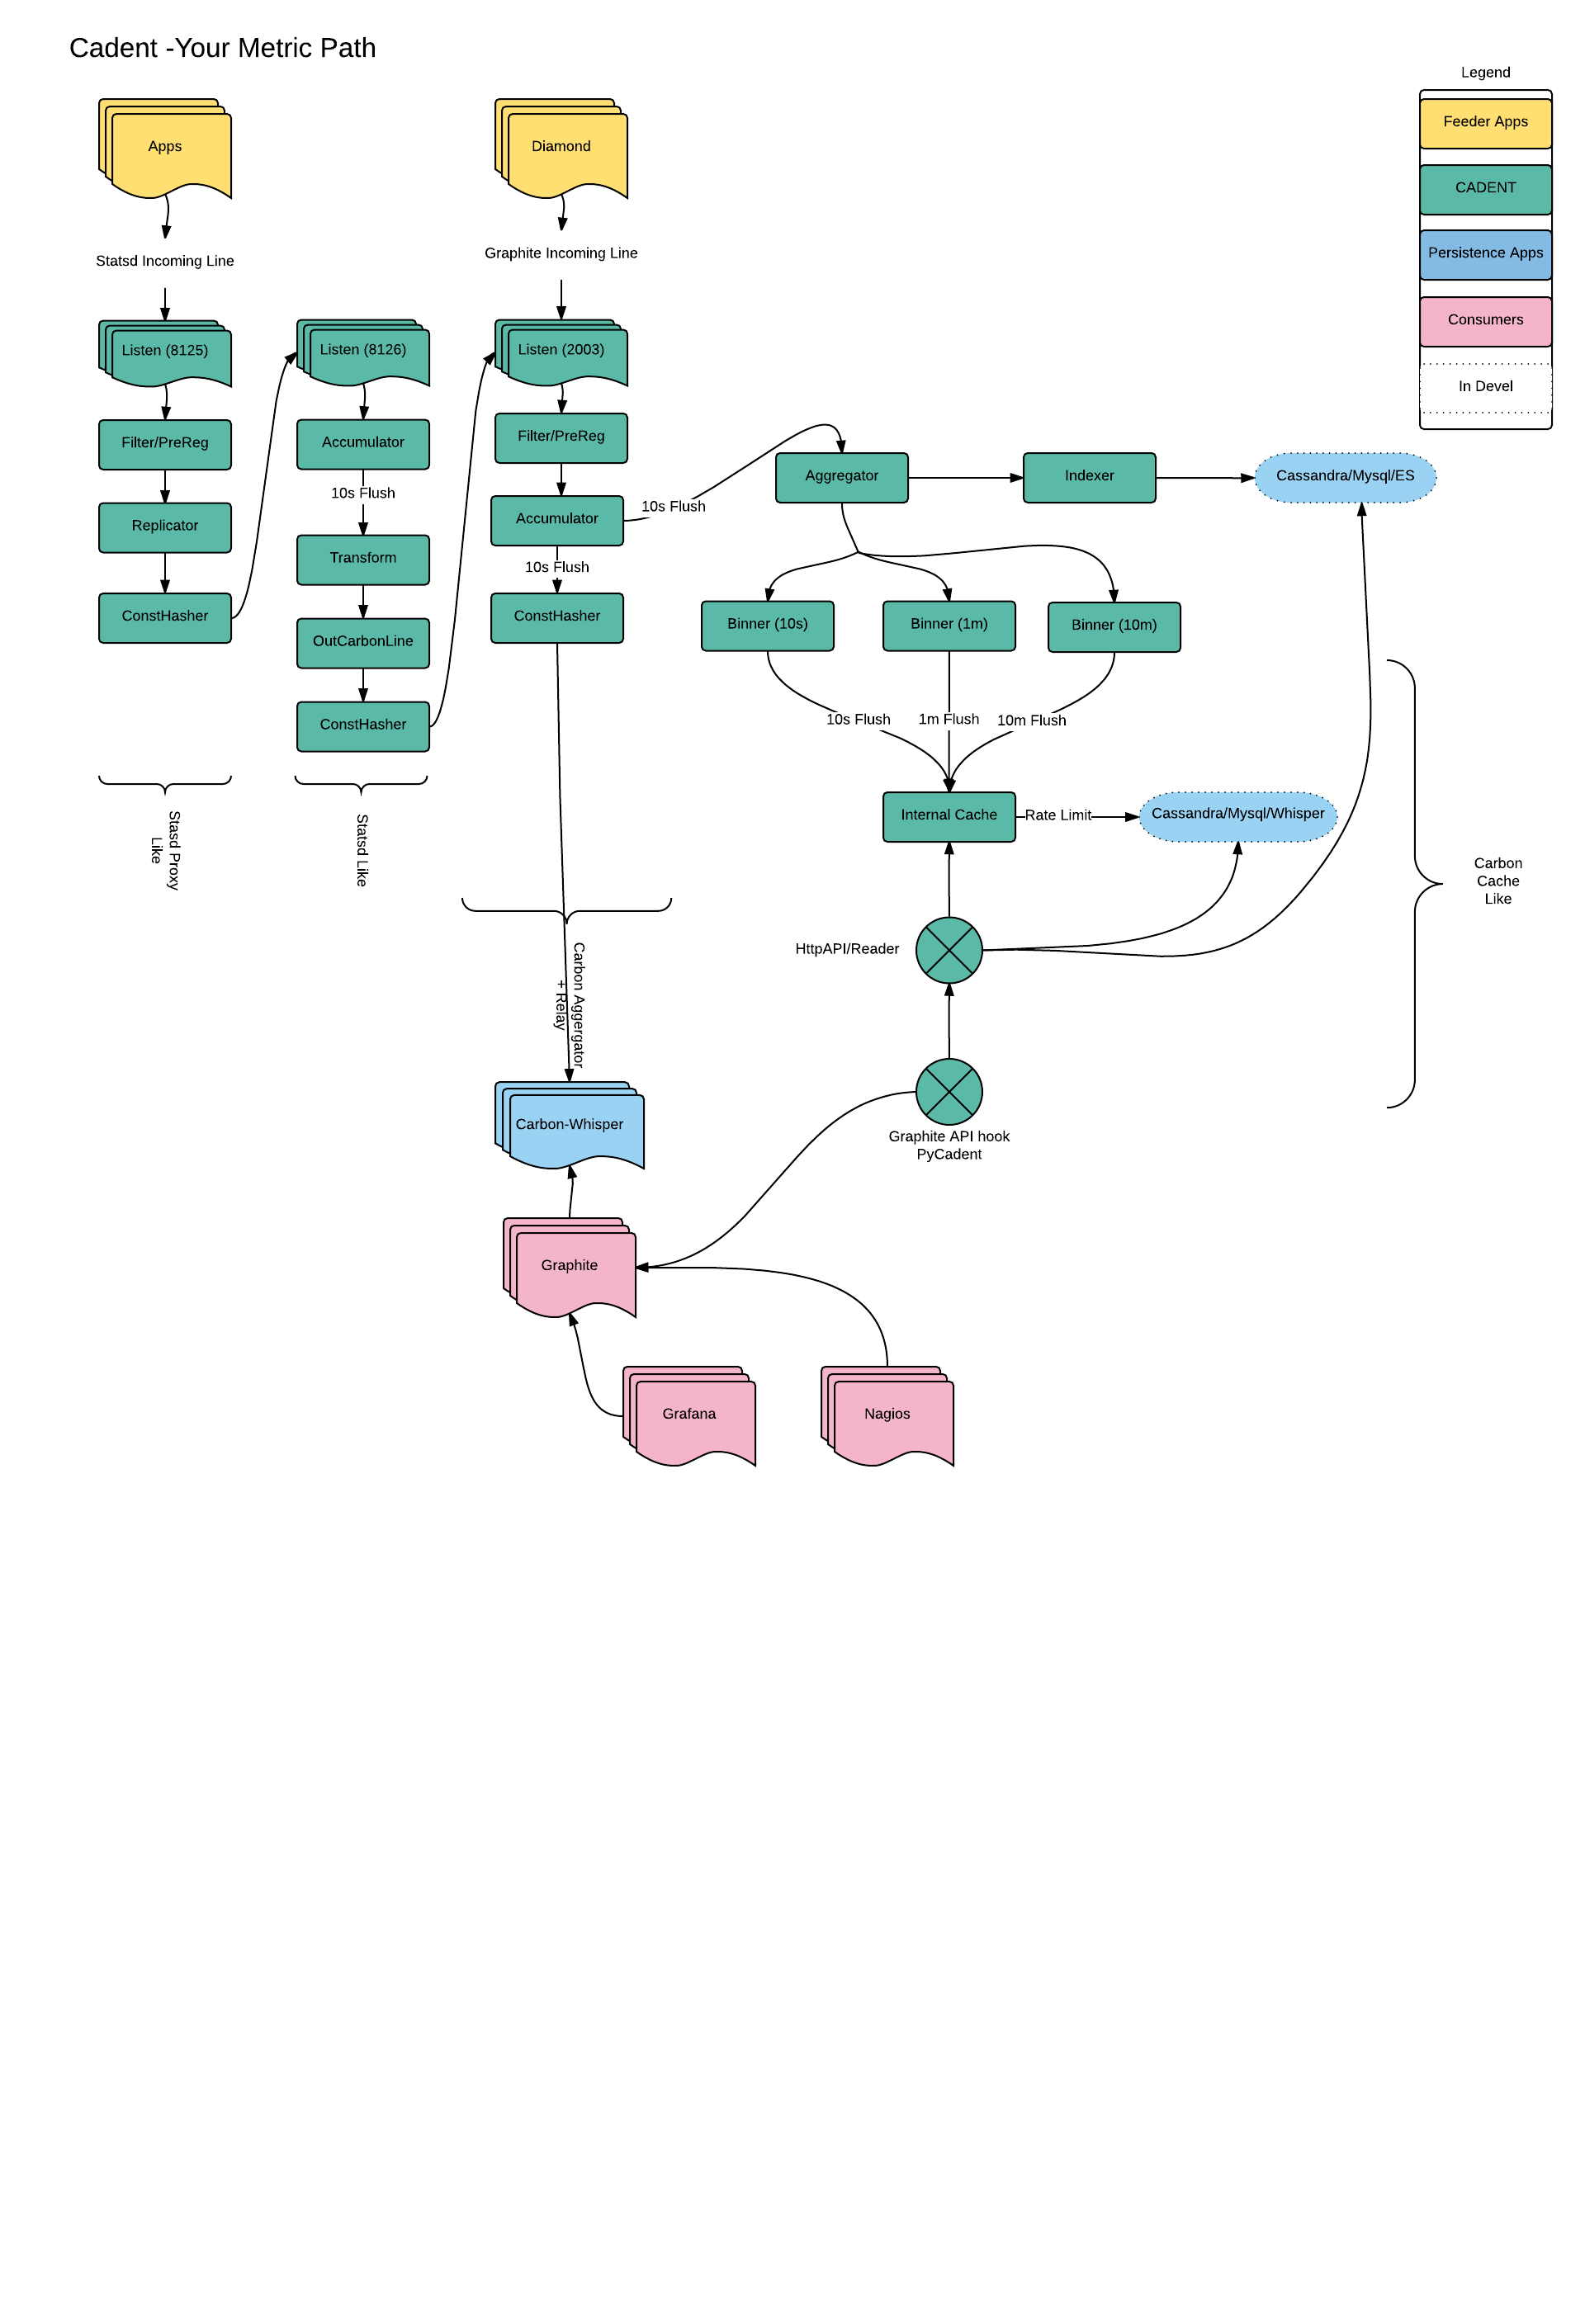 Cadent -Your Metric Path
Legend
Feeder Apps
CADENT
Persistence Apps
Consumers
In Devel
Apps
Statsd Incoming Line
Listen (8125)
Filter/PreReg
Replicator
ConstHasher
Stasd Proxy
Like
Listen (8126)
Accumulator
10s Flush
Transform
OutCarbonLine
ConstHasher
Statsd Like
Diamond
Graphite Incoming Line
Listen (2003)
Filter/PreReg
Accumulator
10s Flush
10s Flush
ConstHasher
Carbon Aggergator
+ Relay
Aggregator
Indexer
Cassandra/Mysql/ES
Binner (10s)
Binner (1m)
Binner (10m)
10s Flush
1m Flush
10m Flush
Internal Cache
Rate Limit
Cassandra/Mysql/Whisper
Carbon
Cache
Like
HttpAPI/Reader
Graphite API hook
PyCadent
Carbon-Whisper
Graphite
Grafana
Nagios